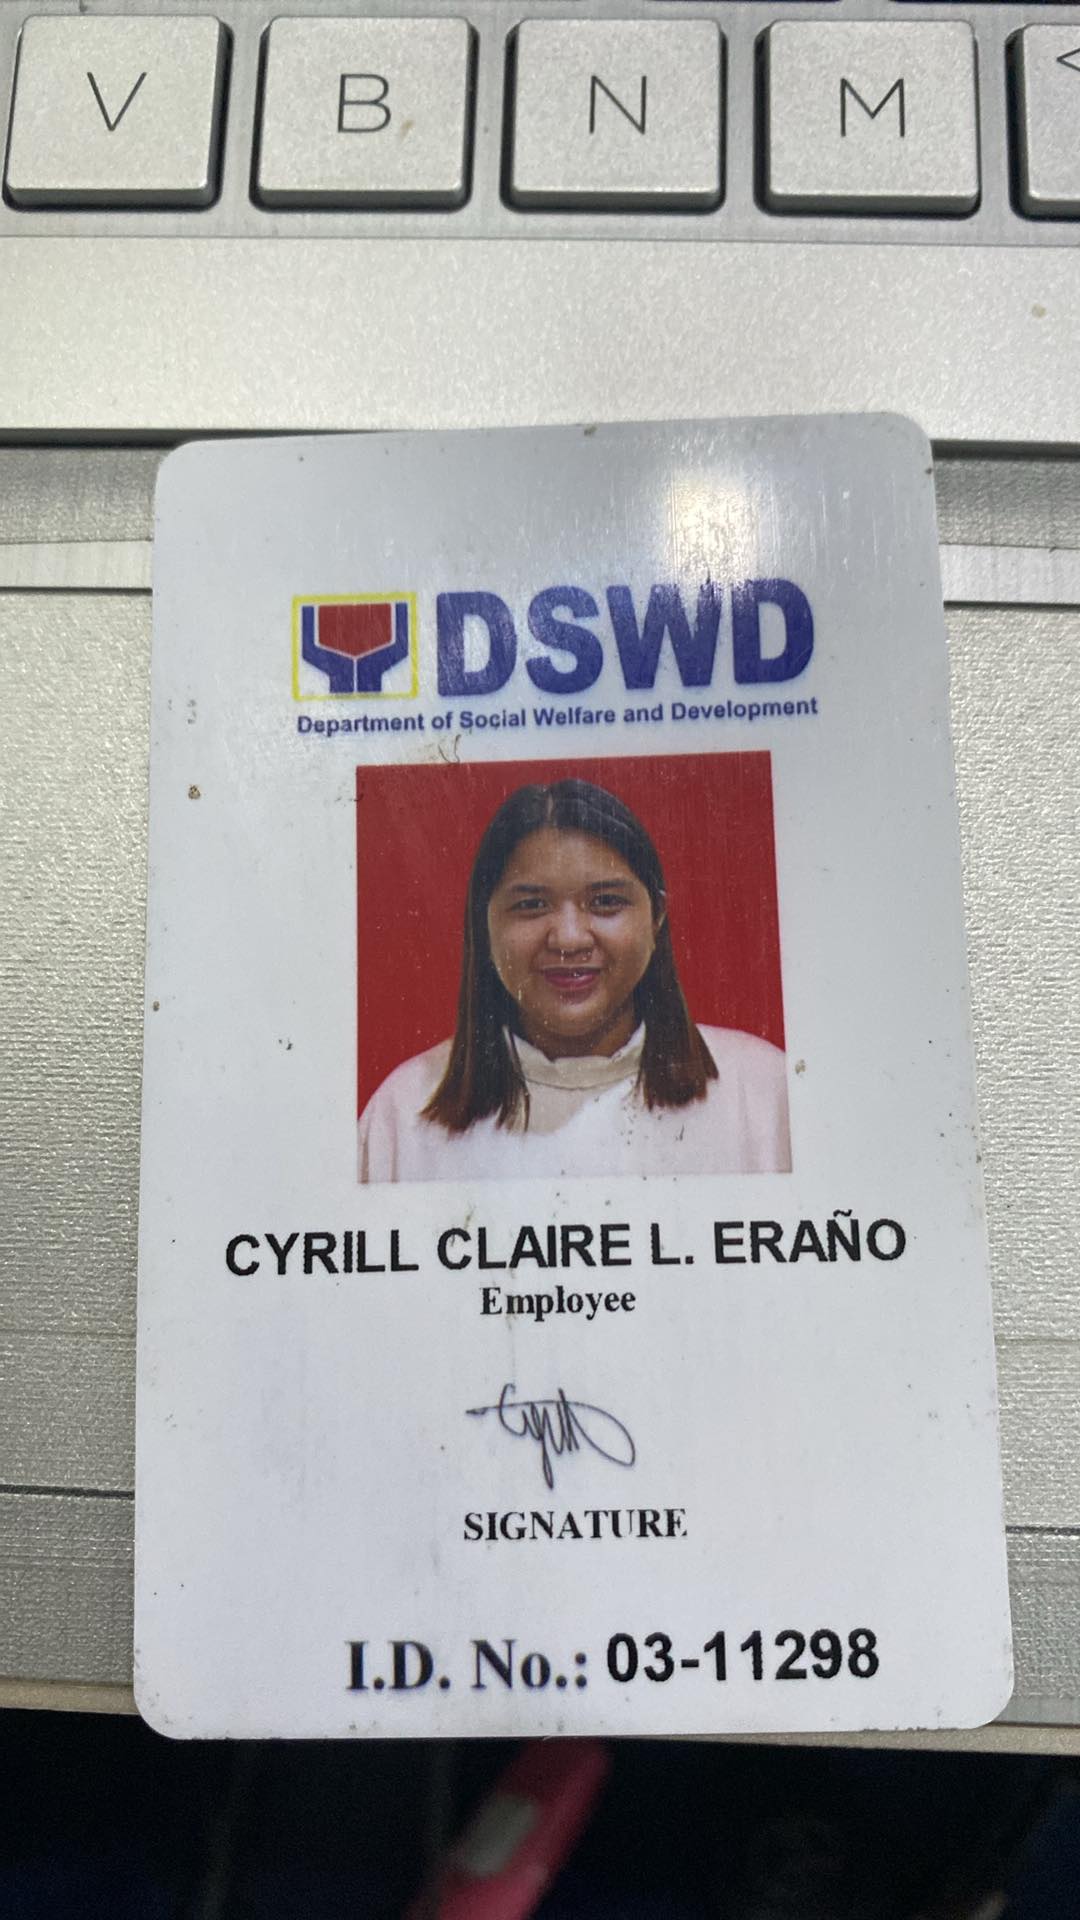 V B N M <
DSWD
Department of Social Welfare and Development
CYRILL CLAIRE L. ERAÑO
Employee
SIGNATURE
I.D. No.: 03-11298